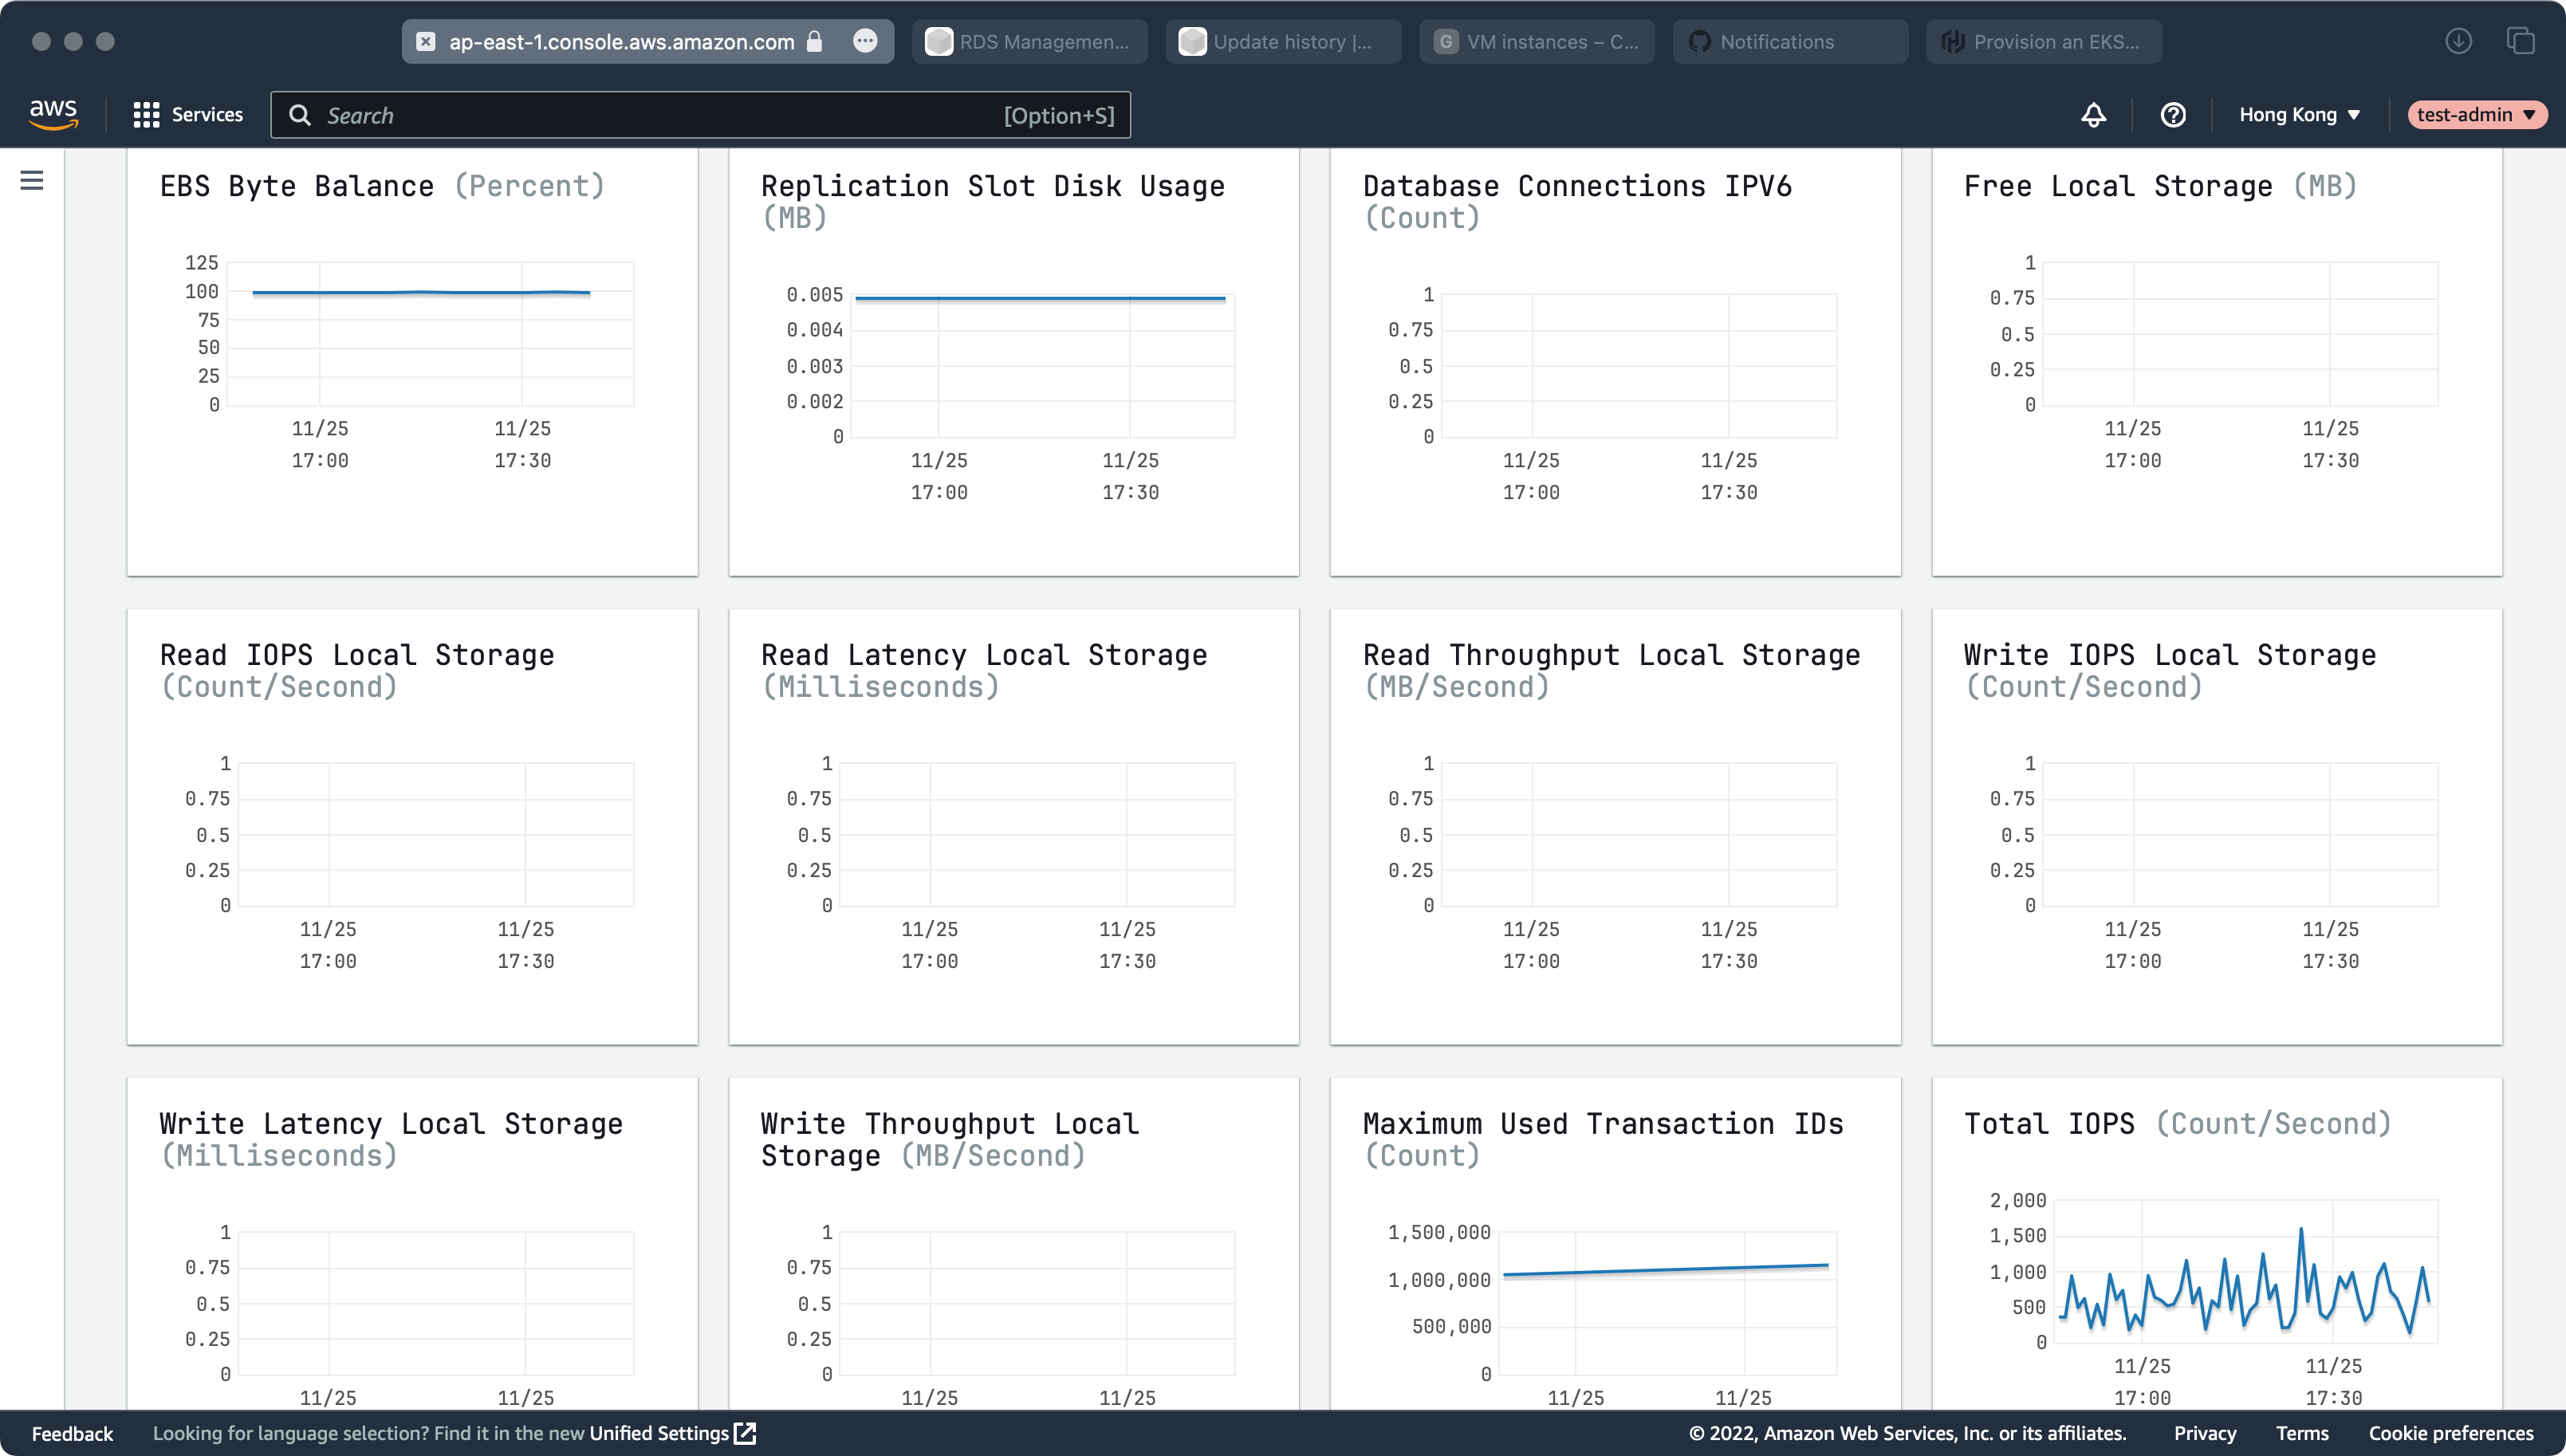 ap-east-1.console.aws.amazon.com
RDS Managemen...
Update history |...
G VM instances – C...
Notifications
Provision an EKS...
aws
Services
Search
[Option+S]
Hong Kong
test-admin
EBS Byte Balance (Percent)
125
100
75
50
25
0
11/25
17:00
11/25
17:30
Replication Slot Disk Usage
(MB)
0.005
0.004
0.003
0.002
0
11/25
17:00
11/25
17:30
Database Connections IPV6
(Count)
1
0.75
0.5
0.25
0
11/25
17:00
11/25
17:30
Free Local Storage (MB)
1
0.75
0.5
0.25
0
11/25
17:00
11/25
17:30
Read IOPS Local Storage
(Count/Second)
1
0.75
0.5
0.25
0
11/25
17:00
11/25
17:30
Read Latency Local Storage
(Milliseconds)
1
0.75
0.5
0.25
0
11/25
17:00
11/25
17:30
Read Throughput Local Storage
(MB/Second)
1
0.75
0.5
0.25
0
11/25
17:00
11/25
17:30
Write IOPS Local Storage
(Count/Second)
1
0.75
0.5
0.25
0
11/25
17:00
11/25
17:30
Write Latency Local Storage
(Milliseconds)
1
0.75
0.5
0.25
0
11/25
11/25
Write Throughput Local
Storage (MB/Second)
1
0.75
0.5
0.25
0
11/25
11/25
Maximum Used Transaction IDs
(Count)
1,500,000
1,000,000
500,000
0
11/25
11/25
Total IOPS (Count/Second)
2,000
1,500
1,000
500
0
11/25
17:00
11/25
17:30
Feedback
Looking for language selection? Find it in the new Unified Settings
© 2022, Amazon Web Services, Inc. or its affiliates.
Privacy
Terms
Cookie preferences